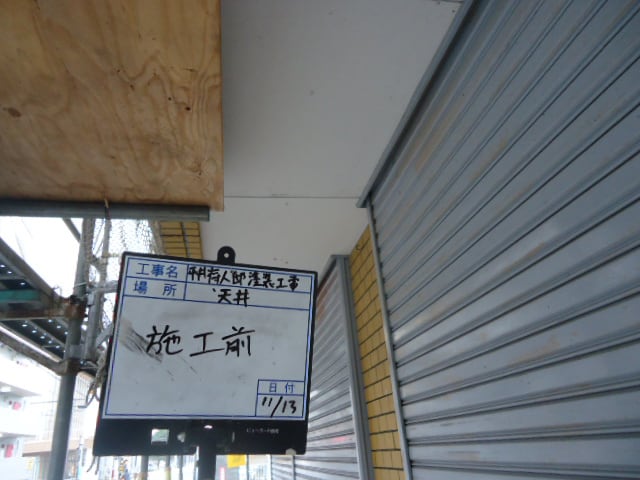 工事名 塗装工事
場所 天井
施工前
日付
11/13